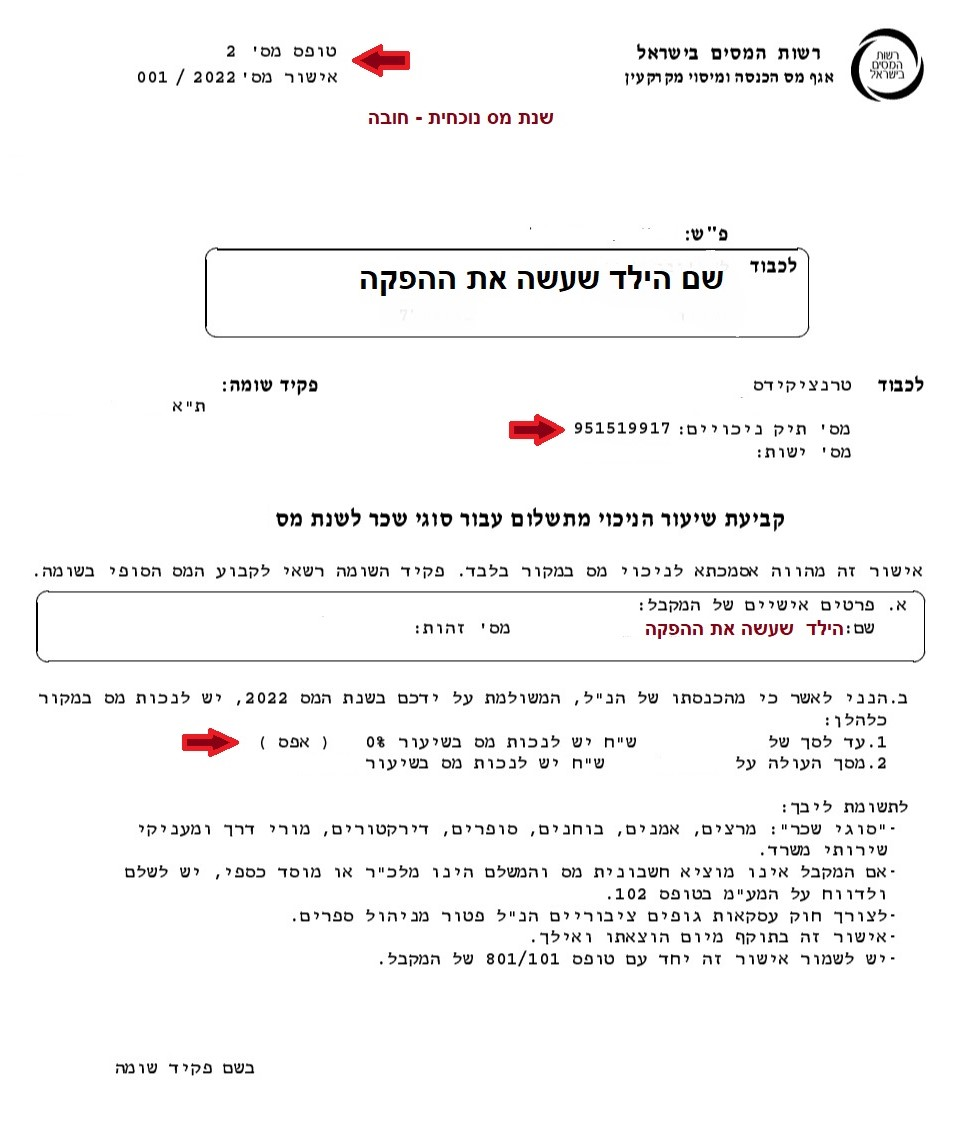 רשות המסים בישראל
אגף מס הכנסה ומיסוי מקרקעין
רשות
המסים
בישראל
טופס מס' 2
אישור מס' 2022 / 001
שנת מס נוכחית - חובה
פ"ש:
לכבוד
שם הילד שעשה את ההפקה
לכבוד טרנציקידס
פקיד שומה:
ת"א
מס' תיק ניכויים: 951519917
מס' ישות:
קביעת שיעור הניכוי מתשלום עבור סוגי שכר לשנת מס
אישור זה מהווה אסמכתא לניכוי מס במקור בלבד. פקיד השומה רשאי לקבוע המס הסופי בשומה.
א. פרטים אישיים של המקבל:
שם: הילד שעשה את ההפקה מס' זהות:
ב.הנני לאשר כי מהכנסתו של הנ"ל, המשולמת על ידכם בשנת המס 2022, יש לנכות מס במקור
כלהלן:
1.עד לסך של ש"ח יש לנכות מס בשיעור 0% ( אפס )
2.מסך העולה על ש"ח יש לנכות מס בשיעור
לתשומת ליבך:
-"סוגי שכר": מרצים, אמנים, בוחנים, סופרים, דירקטורים, מורי דרך ומעניקי
שירותי משרד.
-אם המקבל אינו מוציא חשבונית מס והמשלם הינו מלכ"ר או מוסד כספי, יש לשלם
ולדווח על המע"מ בטופס 102.
-לצורך חוק עסקאות גופים ציבוריים הנ"ל פטור מניהול ספרים.
-אישור זה בתוקף מיום הוצאתו ואילך.
-יש לשמור אישור זה יחד עם טופס 801/101 של המקבל.
בשם פקיד שומה